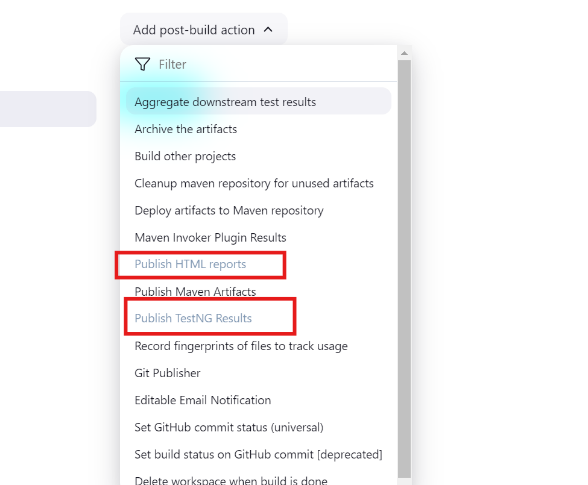 Add post-build action
Filter
Aggregate downstream test results
Archive the artifacts
Build other projects
Cleanup maven repository for unused artifacts
Deploy artifacts to Maven repository
Maven Invoker Plugin Results
Publish HTML reports
Publish Maven Artifacts
Publish TestNG Results
Record fingerprints of files to track usage
Git Publisher
Editable Email Notification
Set GitHub commit status (universal)
Set build status on GitHub commit [deprecated]
Delete workspace when build is done